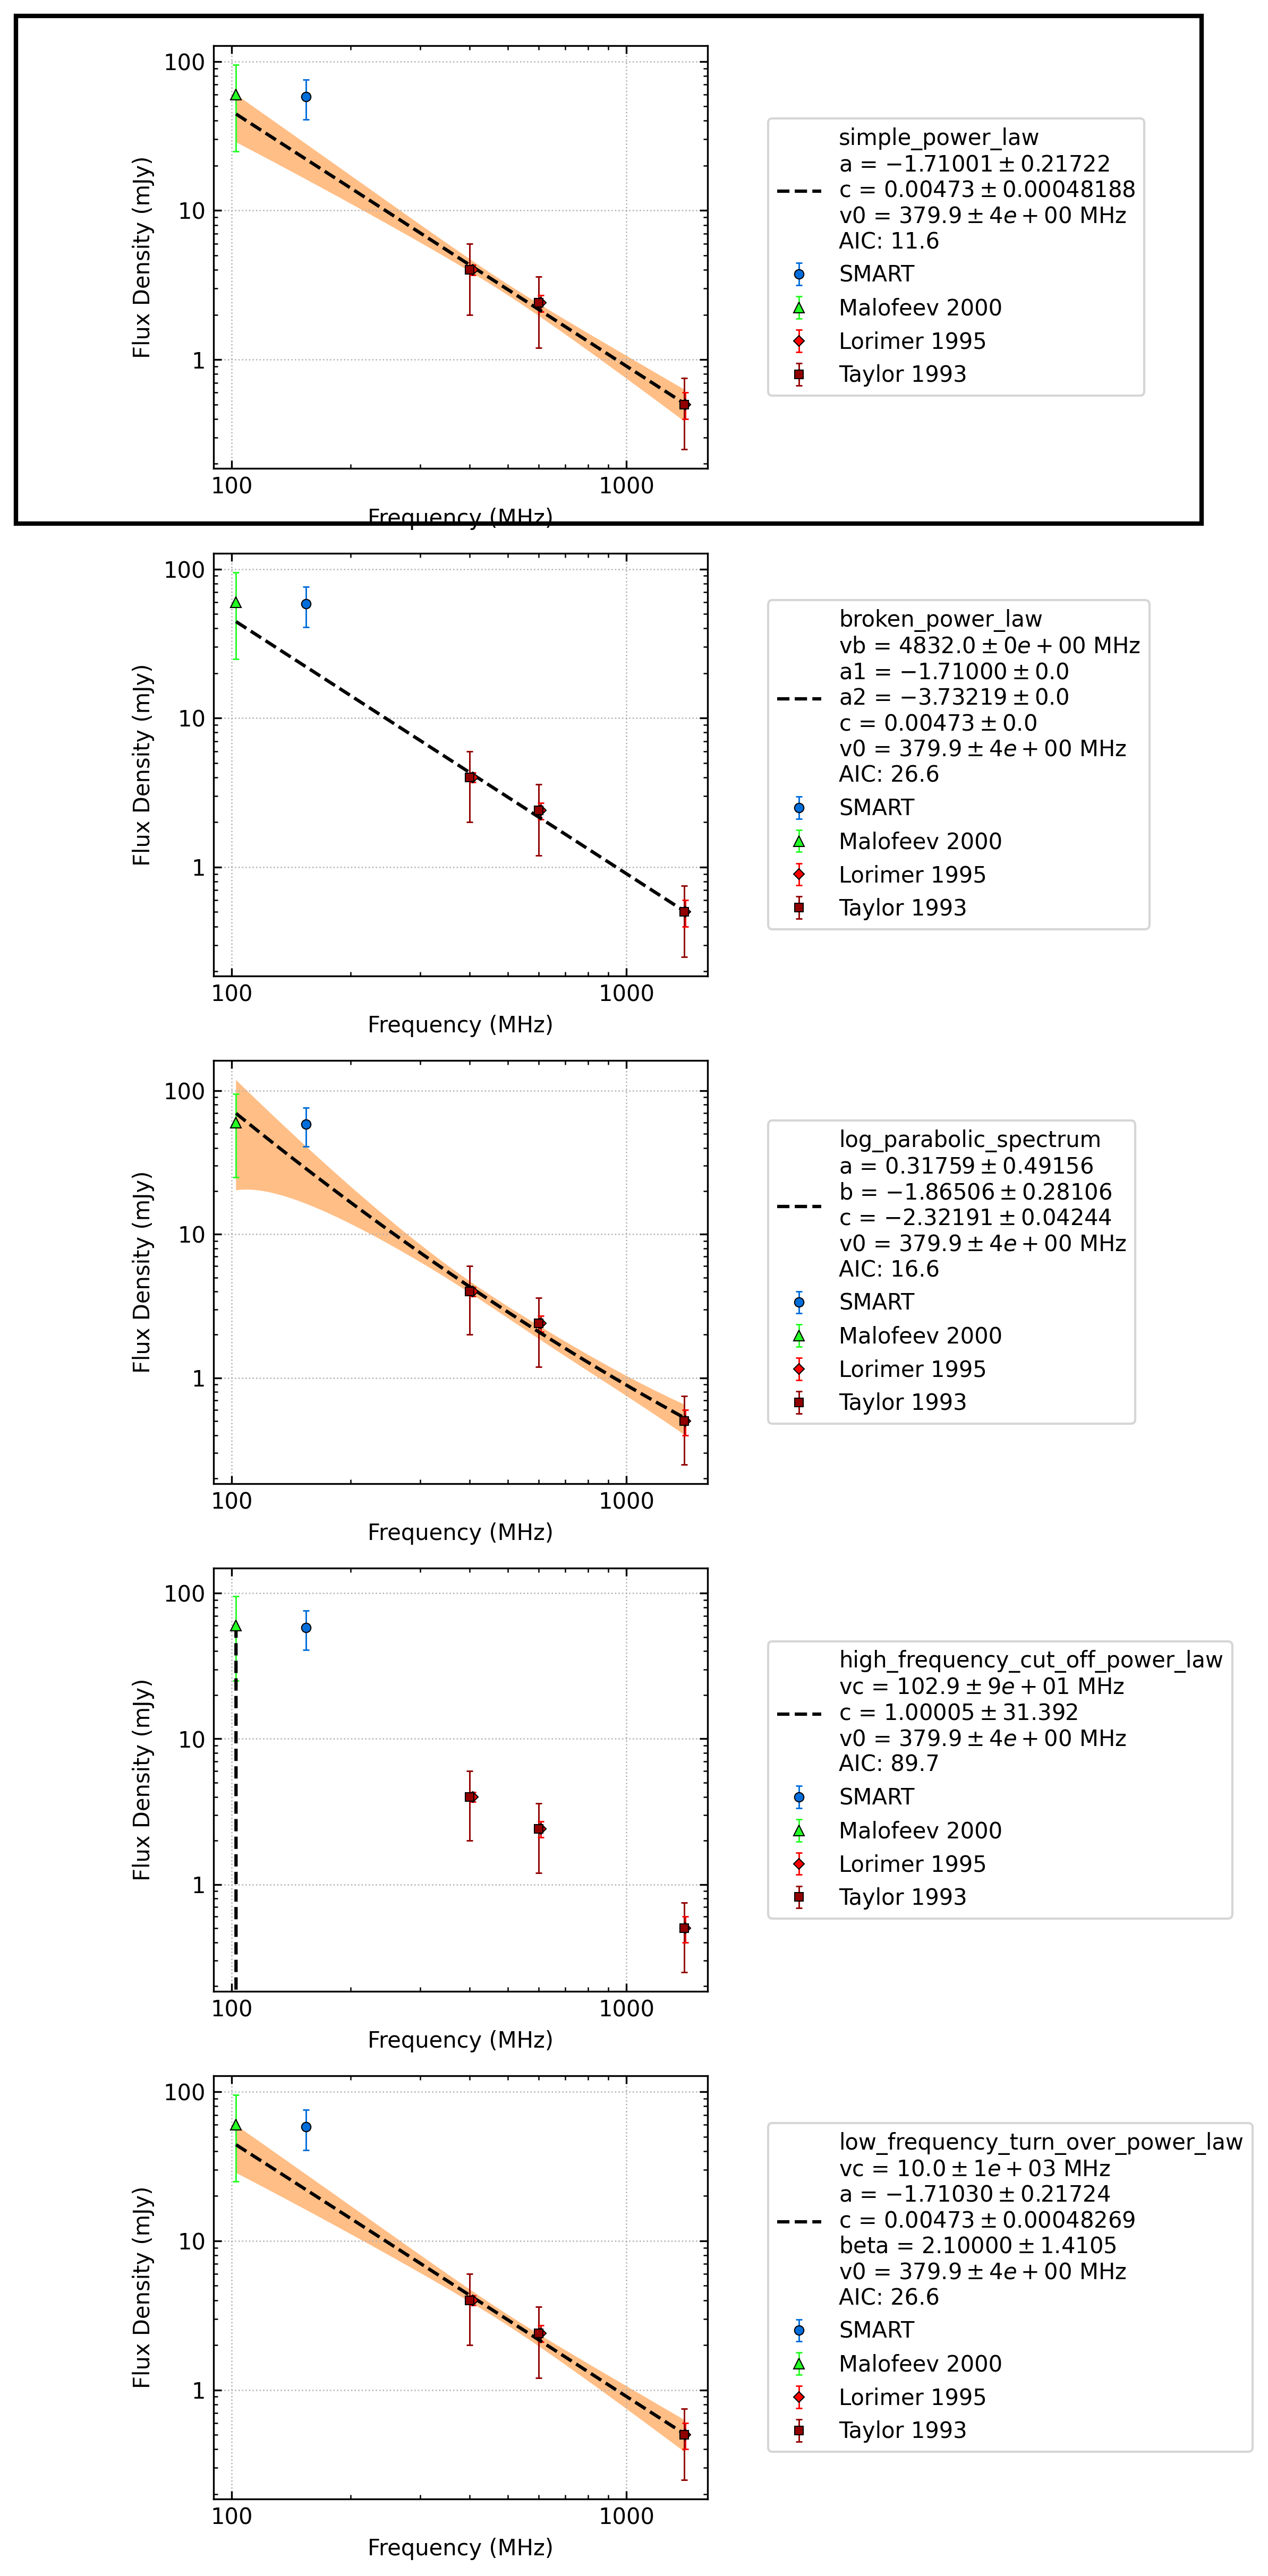 100
10
1
Flux Density (mJy)
100
1000
Frequency (MHz)
simple_power_law
a = −1.71001 ± 0.21722
c = 0.00473 ± 0.00048188
v0 = 379.9 ± 4e + 00 MHz
AIC: 11.6
SMART
Malofeev 2000
Lorimer 1995
Taylor 1993
100
10
1
Flux Density (mJy)
100
1000
Frequency (MHz)
broken_power_law
vb = 4832.0 ± 0e + 00 MHz
a1 = −1.71000 ± 0.0
a2 = −3.73219 ± 0.0
c = 0.00473 ± 0.0
v0 = 379.9 ± 4e + 00 MHz
AIC: 26.6
SMART
Malofeev 2000
Lorimer 1995
Taylor 1993
100
10
1
Flux Density (mJy)
100
1000
Frequency (MHz)
log_parabolic_spectrum
a = 0.31759 ± 0.49156
b = −1.86506 ± 0.28106
c = −2.32191 ± 0.04244
v0 = 379.9 ± 4e + 00 MHz
AIC: 16.6
SMART
Malofeev 2000
Lorimer 1995
Taylor 1993
100
10
1
Flux Density (mJy)
100
1000
Frequency (MHz)
high_frequency_cut_off_power_law
vc = 102.9 ± 9e + 01 MHz
c = 1.00005 ± 31.392
v0 = 379.9 ± 4e + 00 MHz
AIC: 89.7
SMART
Malofeev 2000
Lorimer 1995
Taylor 1993
100
10
1
Flux Density (mJy)
100
1000
Frequency (MHz)
low_frequency_turn_over_power_law
vc = 10.0 ± 1e + 03 MHz
a = −1.71030 ± 0.21724
c = 0.00473 ± 0.00048269
beta = 2.10000 ± 1.4105
v0 = 379.9 ± 4e + 00 MHz
AIC: 26.6
SMART
Malofeev 2000
Lorimer 1995
Taylor 1993